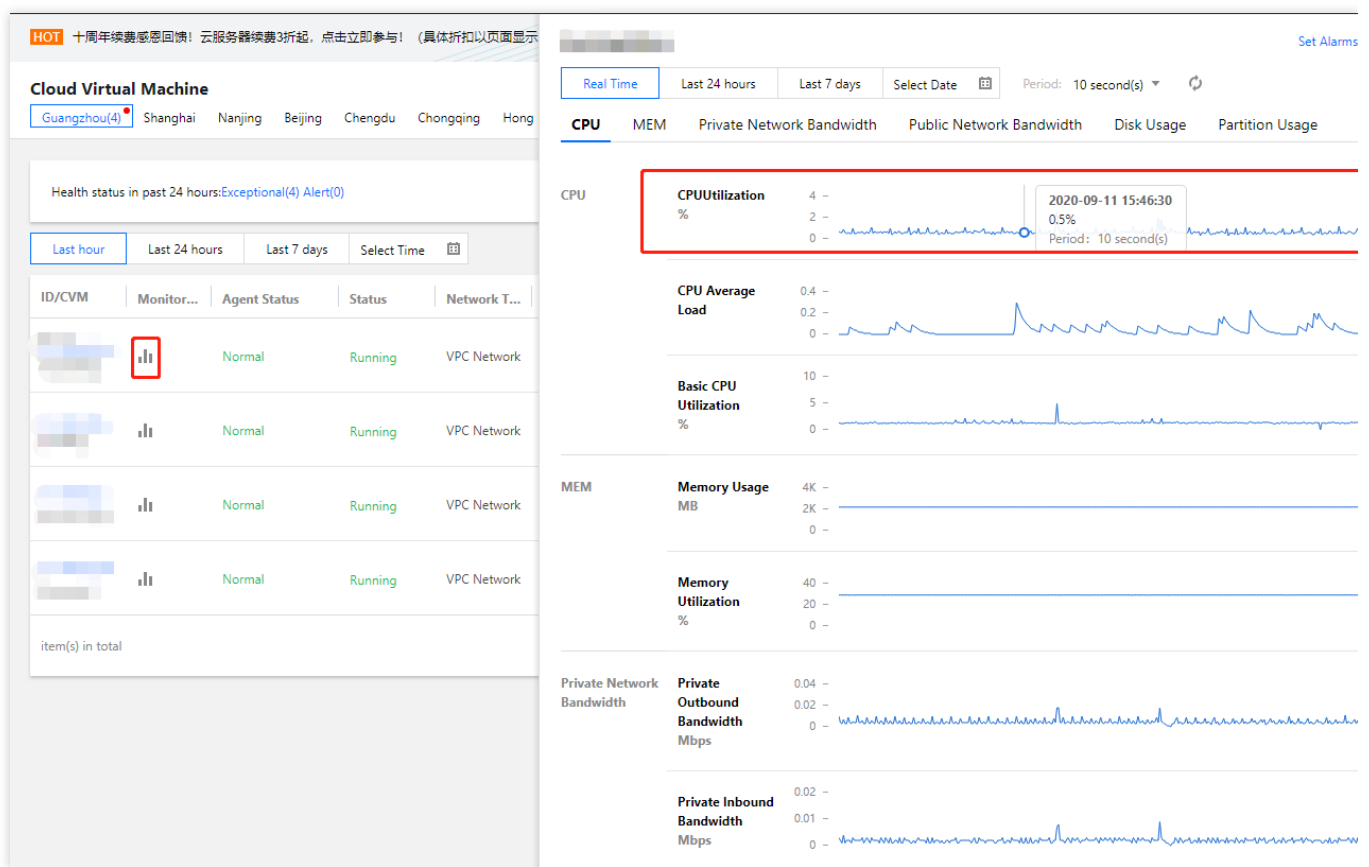 HOT 十周年续费感恩回馈！云服务器续费3折起，点击立即参与！（具体折扣以页面显示
Cloud Virtual Machine
Guangzhou(4) Shanghai Nanjing Beijing Chengdu Chongqing Hong
Health status in past 24 hours:Exceptional(4) Alert(0)
Last hour Last 24 hours Last 7 days Select Time
ID/CVM Monitor... Agent Status Status Network T...
Normal Running VPC Network
Normal Running VPC Network
Normal Running VPC Network
Normal Running VPC Network
item(s) in total
Set Alarms
Real Time Last 24 hours Last 7 days Select Date Period: 10 second(s)
CPU MEM Private Network Bandwidth Public Network Bandwidth Disk Usage Partition Usage
CPU
CPUUtilization
%
4 –
2 –
0 –
2020-09-11 15:46:30
0.5%
Period: 10 second(s)
CPU Average
Load
0.4 –
0.2 –
0 –
Basic CPU
Utilization
%
10 –
5 –
0 –
MEM
Memory Usage
MB
4K –
2K –
0 –
Memory
Utilization
%
40 –
20 –
0 –
Private Network
Bandwidth
Private
Outbound
Bandwidth
Mbps
0.04 –
0.02 –
0 –
Private Inbound
Bandwidth
Mbps
0.02 –
0.01 –
0 –